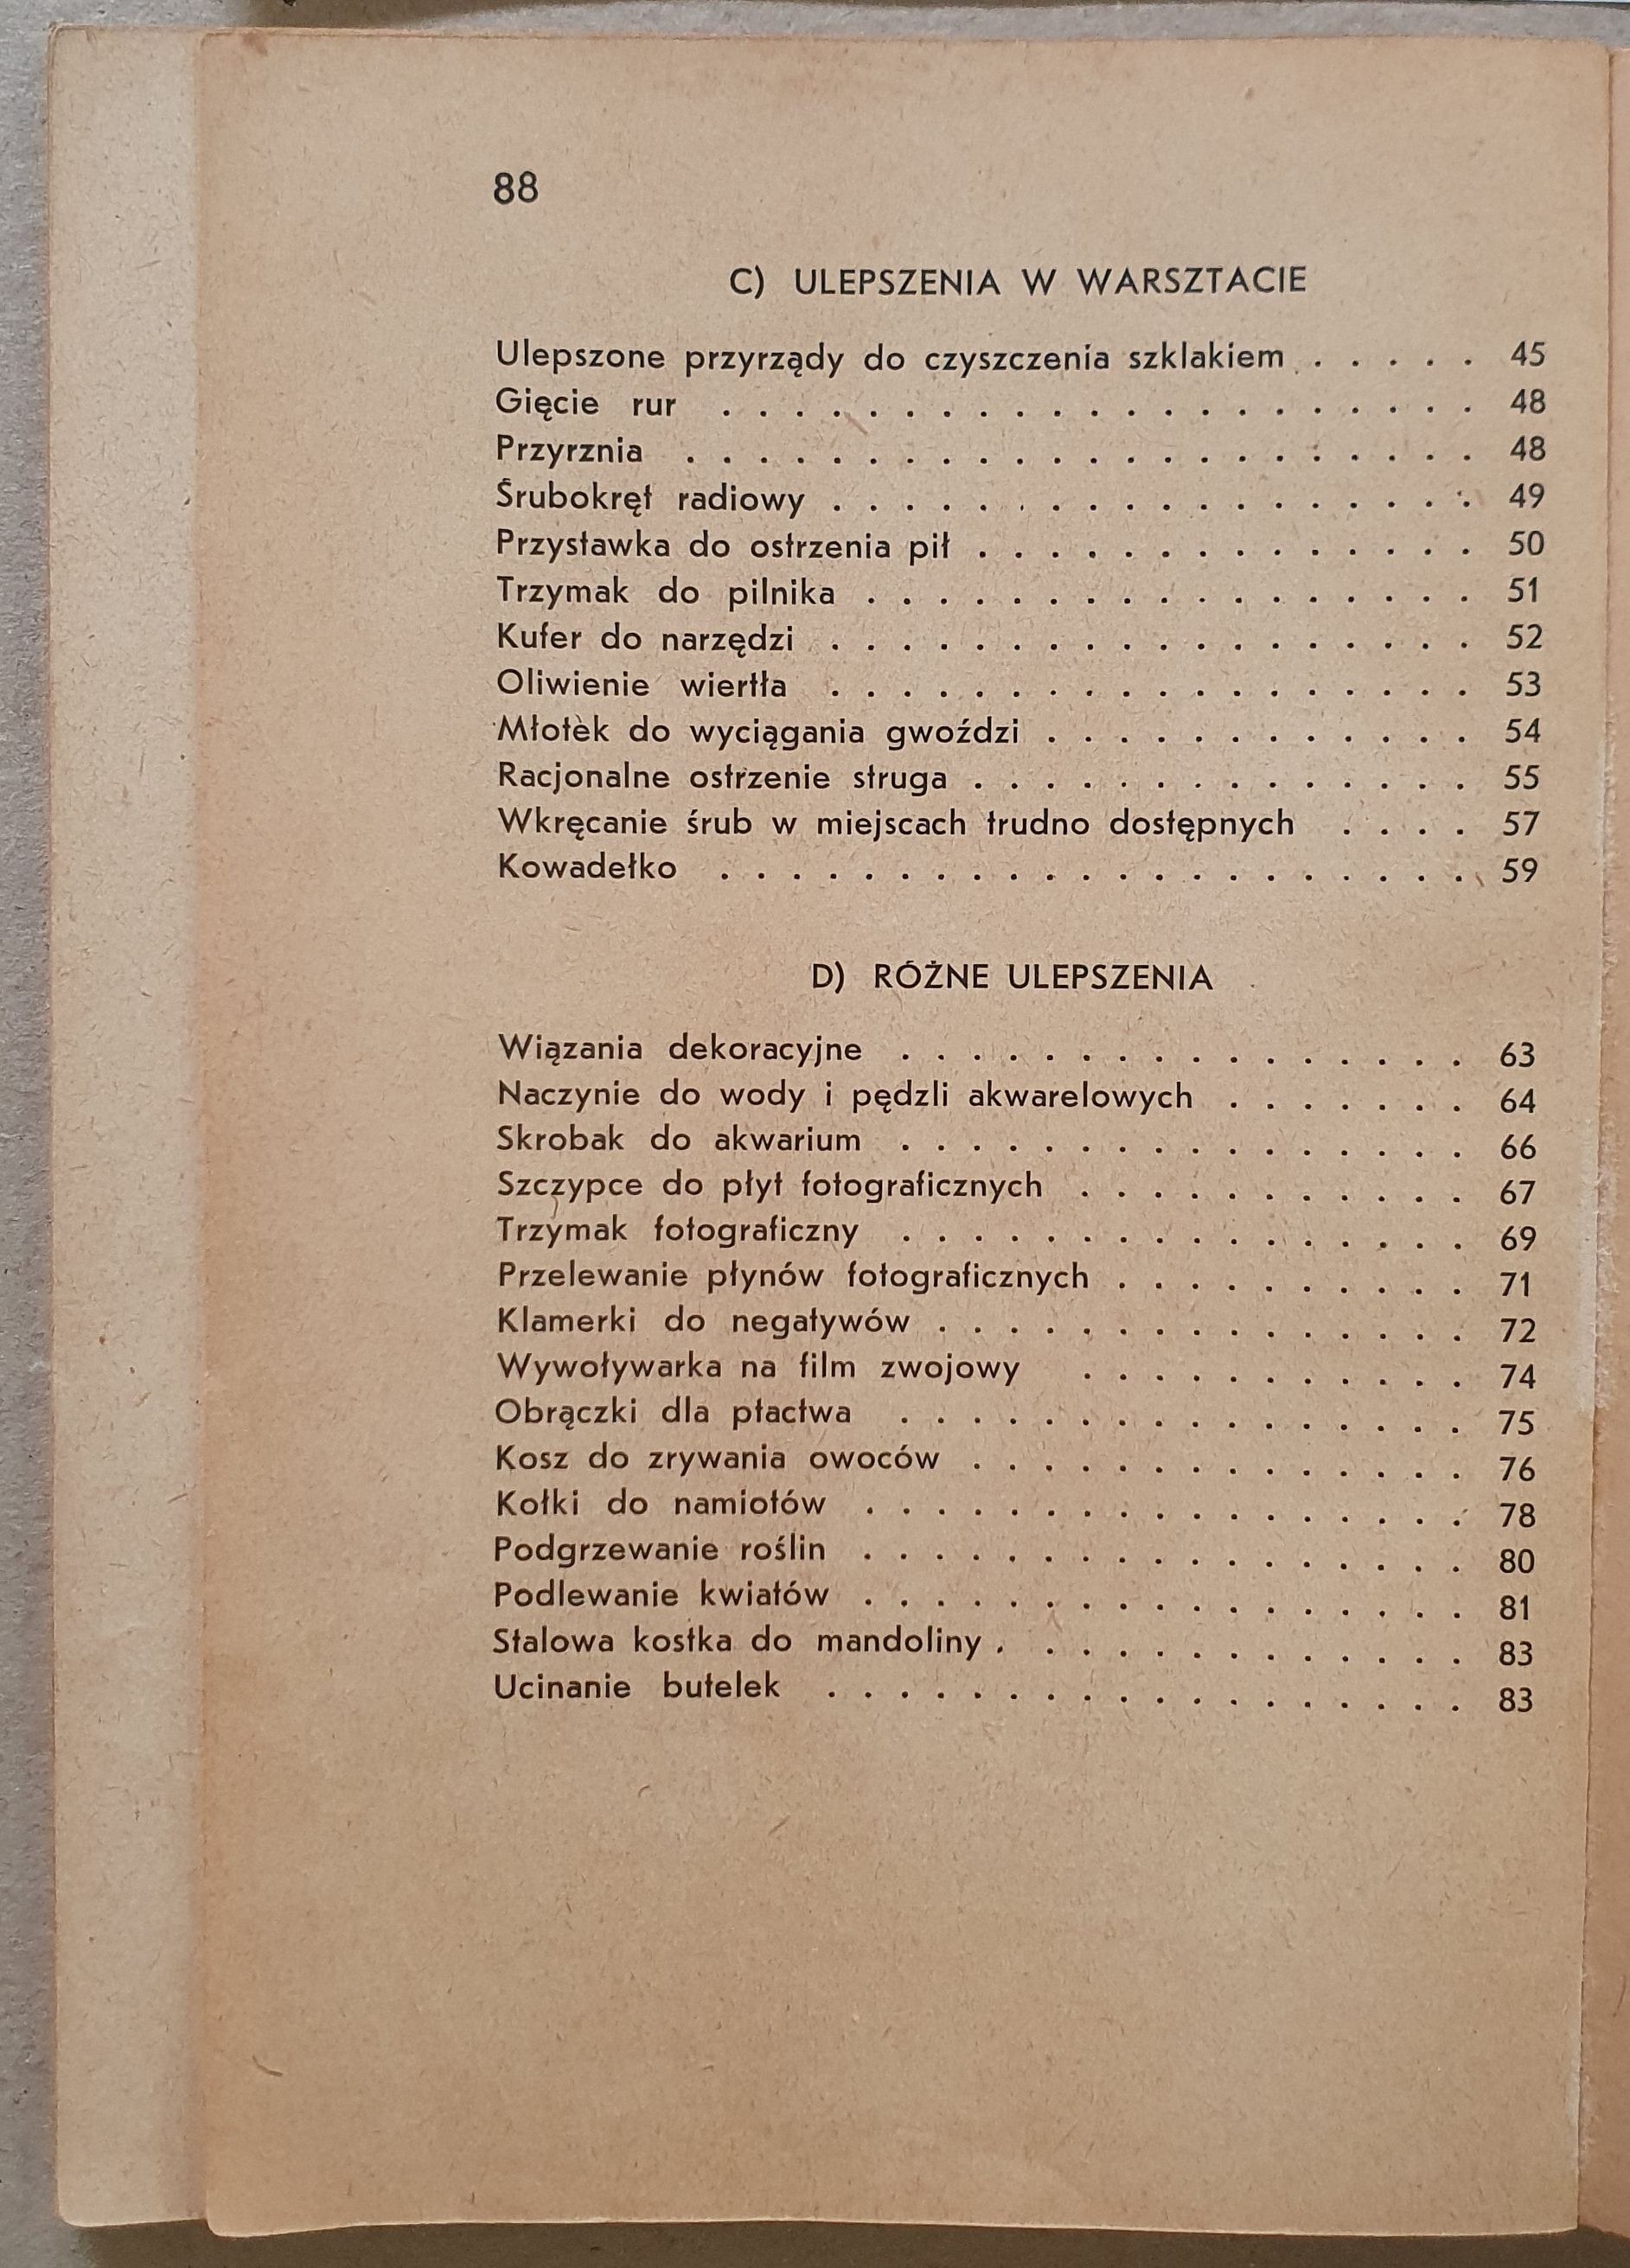 88
C) ULEPSZENIA W WARSZTACIE
Ulepszone przyrządy do czyszczenia szklakiem . . . . . . 45
Gięcie rur . . . . . . . . . . . . . . . . . . . . . 48
Przyrznia . . . . . . . . . . . . . . . . . . . . . . 48
Śrubokręt radiowy . . . . . . . . . . . . . . . . . . 49
Przystawka do ostrzenia pił . . . . . . . . . . . . . . 50
Trzymak do pilnika . . . . . . . . . . . . . . . . . 51
Kufer do narzędzi . . . . . . . . . . . . . . . . . . 52
Oliwienie wiertła . . . . . . . . . . . . . . . . . . 53
Młotek do wyciągania gwoździ . . . . . . . . . . . . 54
Racjonalne ostrzenie struga . . . . . . . . . . . . . . 55
Wkręcanie śrub w miejscach trudno dostępnych . . . . 57
Kowadełko . . . . . . . . . . . . . . . . . . . . . 59
D) RÓŻNE ULEPSZENIA
Wiązania dekoracyjne . . . . . . . . . . . . . . . . 63
Naczynie do wody i pędzli akwarelowych . . . . . . . 64
Skrobak do akwarium . . . . . . . . . . . . . . . . 66
Szczypce do płyt fotograficznych . . . . . . . . . . . 67
Trzymak fotograficzny . . . . . . . . . . . . . . . . 69
Przelewanie płynów fotograficznych . . . . . . . . . . 71
Klamerki do negatywów . . . . . . . . . . . . . . . 72
Wywoływarka na film zwojowy . . . . . . . . . . . 74
Obrączki dla ptactwa . . . . . . . . . . . . . . . . 75
Kosz do zrywania owoców . . . . . . . . . . . . . . 76
Kołki do namiotów . . . . . . . . . . . . . . . . . 78
Podgrzewanie roślin . . . . . . . . . . . . . . . . . 80
Podlewanie kwiatów . . . . . . . . . . . . . . . . . 81
Stalowa kostka do mandoliny . . . . . . . . . . . . . 83
Ucinanie butelek . . . . . . . . . . . . . . . . . . 83